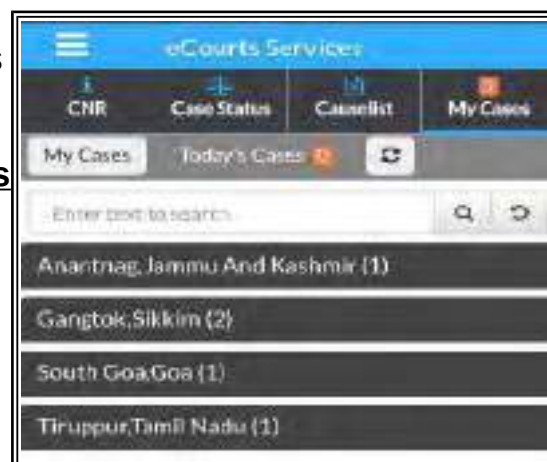 s
eCourts Services
CNR Case Status Causelist My Cases
My Cases Today's Cases
s
Enter text to search
Anantnag, Jammu And Kashmir (1)
Gangtok,Sikkim (2)
South Goa,Goa (1)
Tiruppur,Tamil Nadu (1)